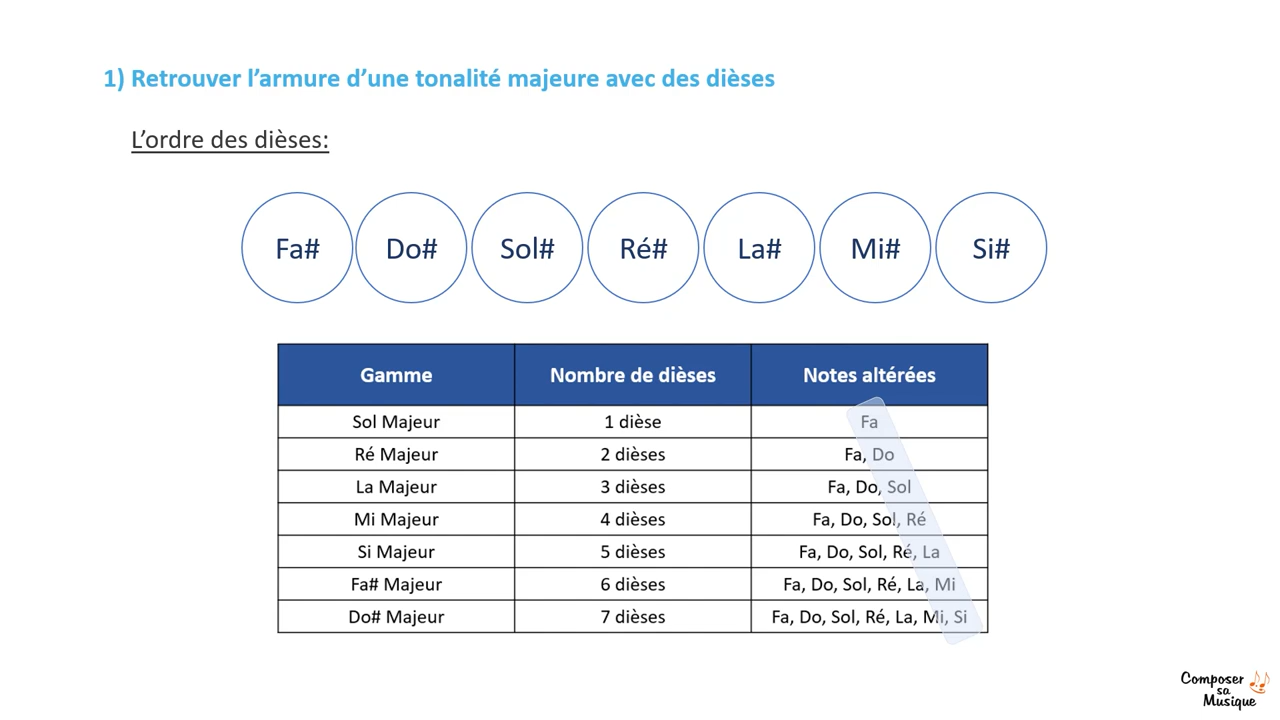 1) Retrouver l’armure d’une tonalité majeure avec des dièses
L’ordre des dièses:
Fa# Do# Sol# Ré# La# Mi# Si#
Gamme Nombre de dièses Notes altérées
Sol Majeur 1 dièse Fa
Ré Majeur 2 dièses Fa, Do
La Majeur 3 dièses Fa, Do, Sol
Mi Majeur 4 dièses Fa, Do, Sol, Ré
Si Majeur 5 dièses Fa, Do, Sol, Ré, La
Fa# Majeur 6 dièses Fa, Do, Sol, Ré, La, Mi
Do# Majeur 7 dièses Fa, Do, Sol, Ré, La, Mi, Si
Composer
sa
Musique